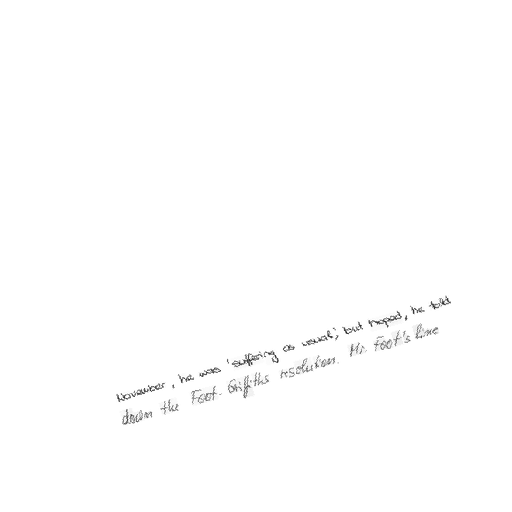 November, he was 'suffering as usual', but hoped, he told
down the Foot-Griffiths resolution. Mr. Foot's line